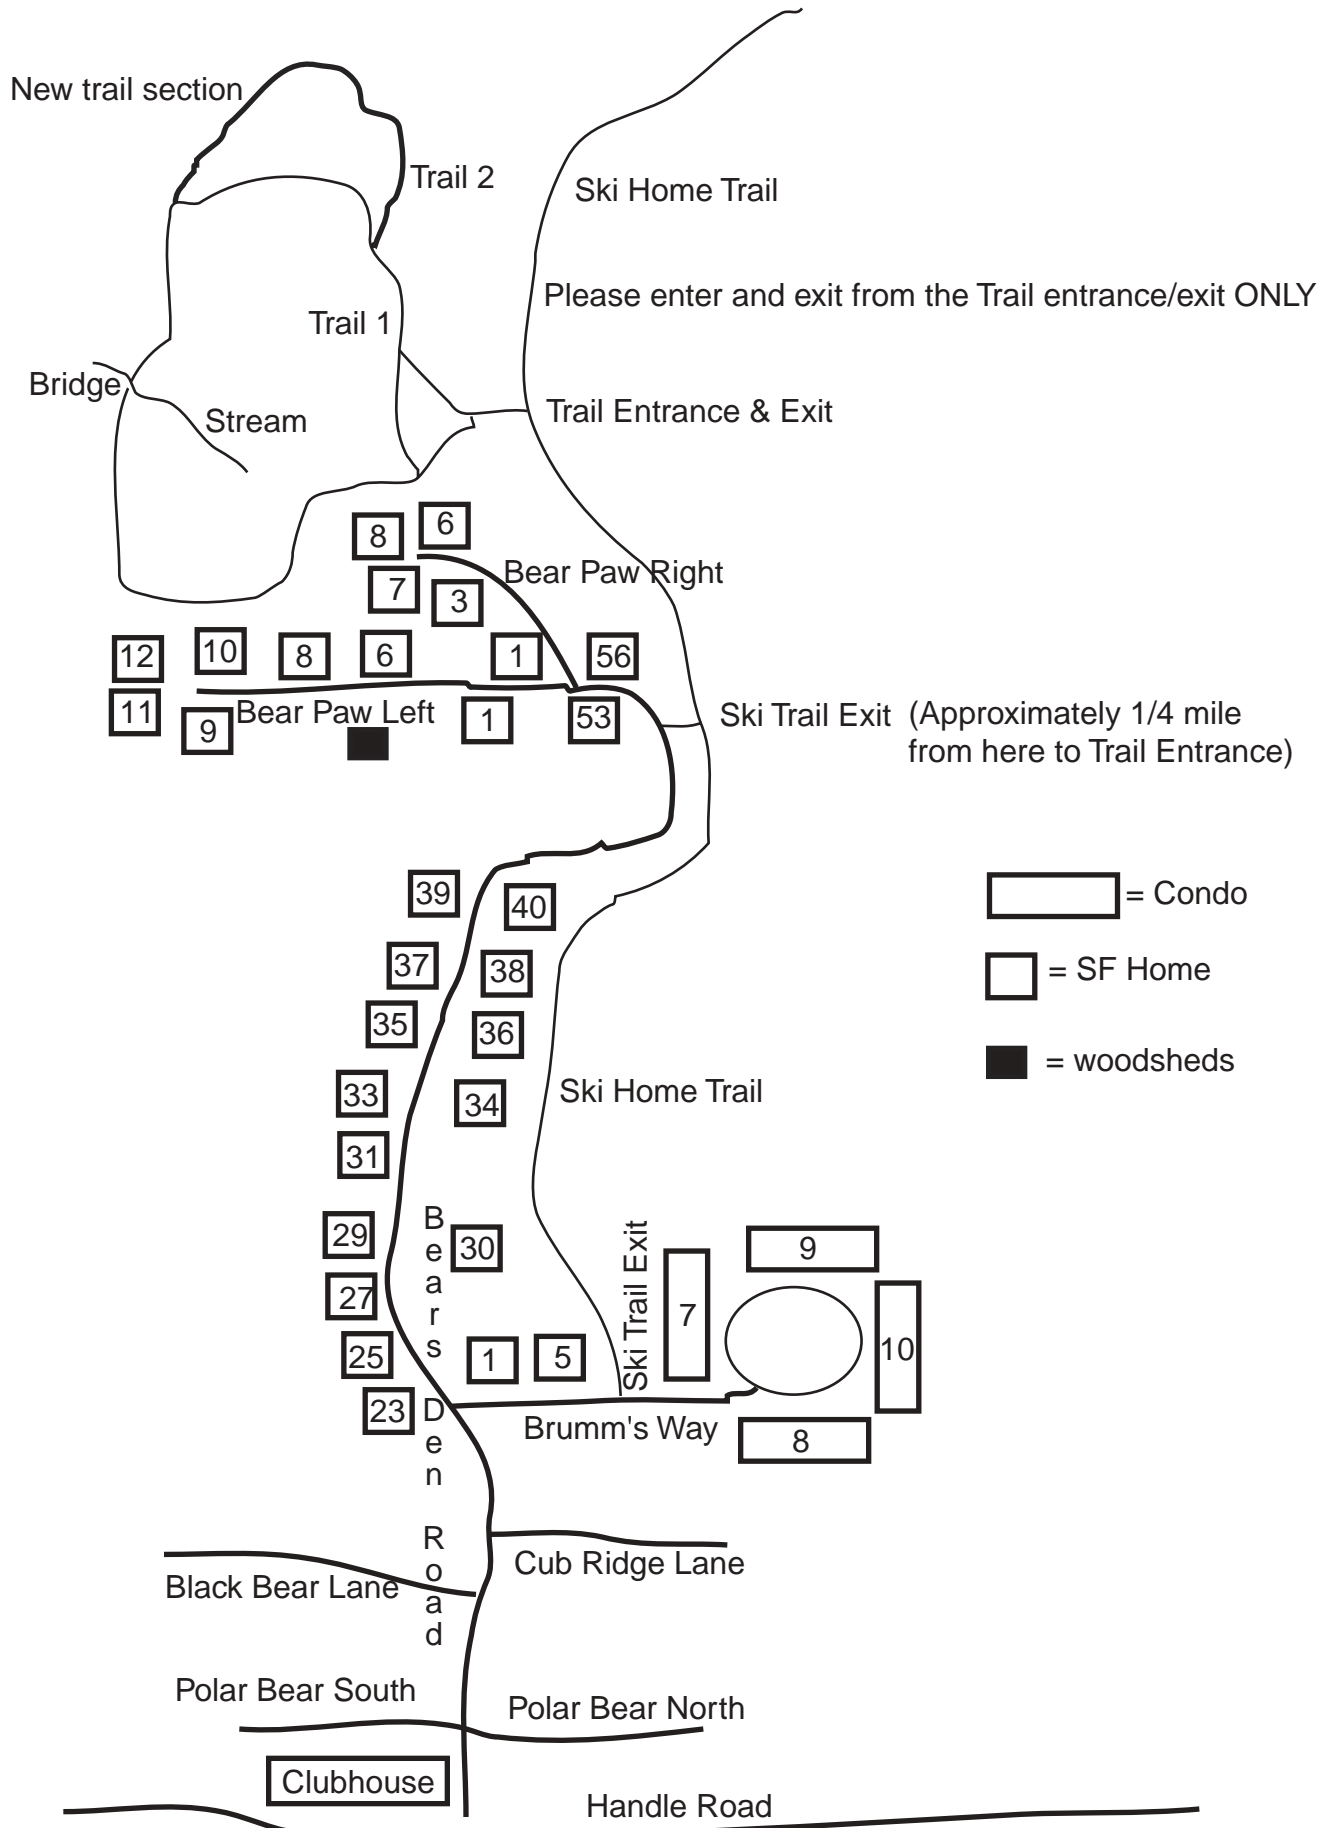 New trail section
Trail 2
Ski Home Trail
Please enter and exit from the Trail entrance/exit ONLY
Trail 1
Bridge
Stream
Trail Entrance & Exit
6
8
Bear Paw Right
7
3
12
10
8
6
1
56
11
9
Bear Paw Left
1
53
Ski Trail Exit (Approximately 1/4 mile
from here to Trail Entrance)
39
40
= Condo
37
38
= SF Home
35
36
= woodsheds
33
34
Ski Home Trail
31
Bears Den Road
29
30
Ski Trail Exit
9
27
7
25
1
5
10
23
Brumm's Way
8
Cub Ridge Lane
Black Bear Lane
Polar Bear South
Polar Bear North
Clubhouse
Handle Road